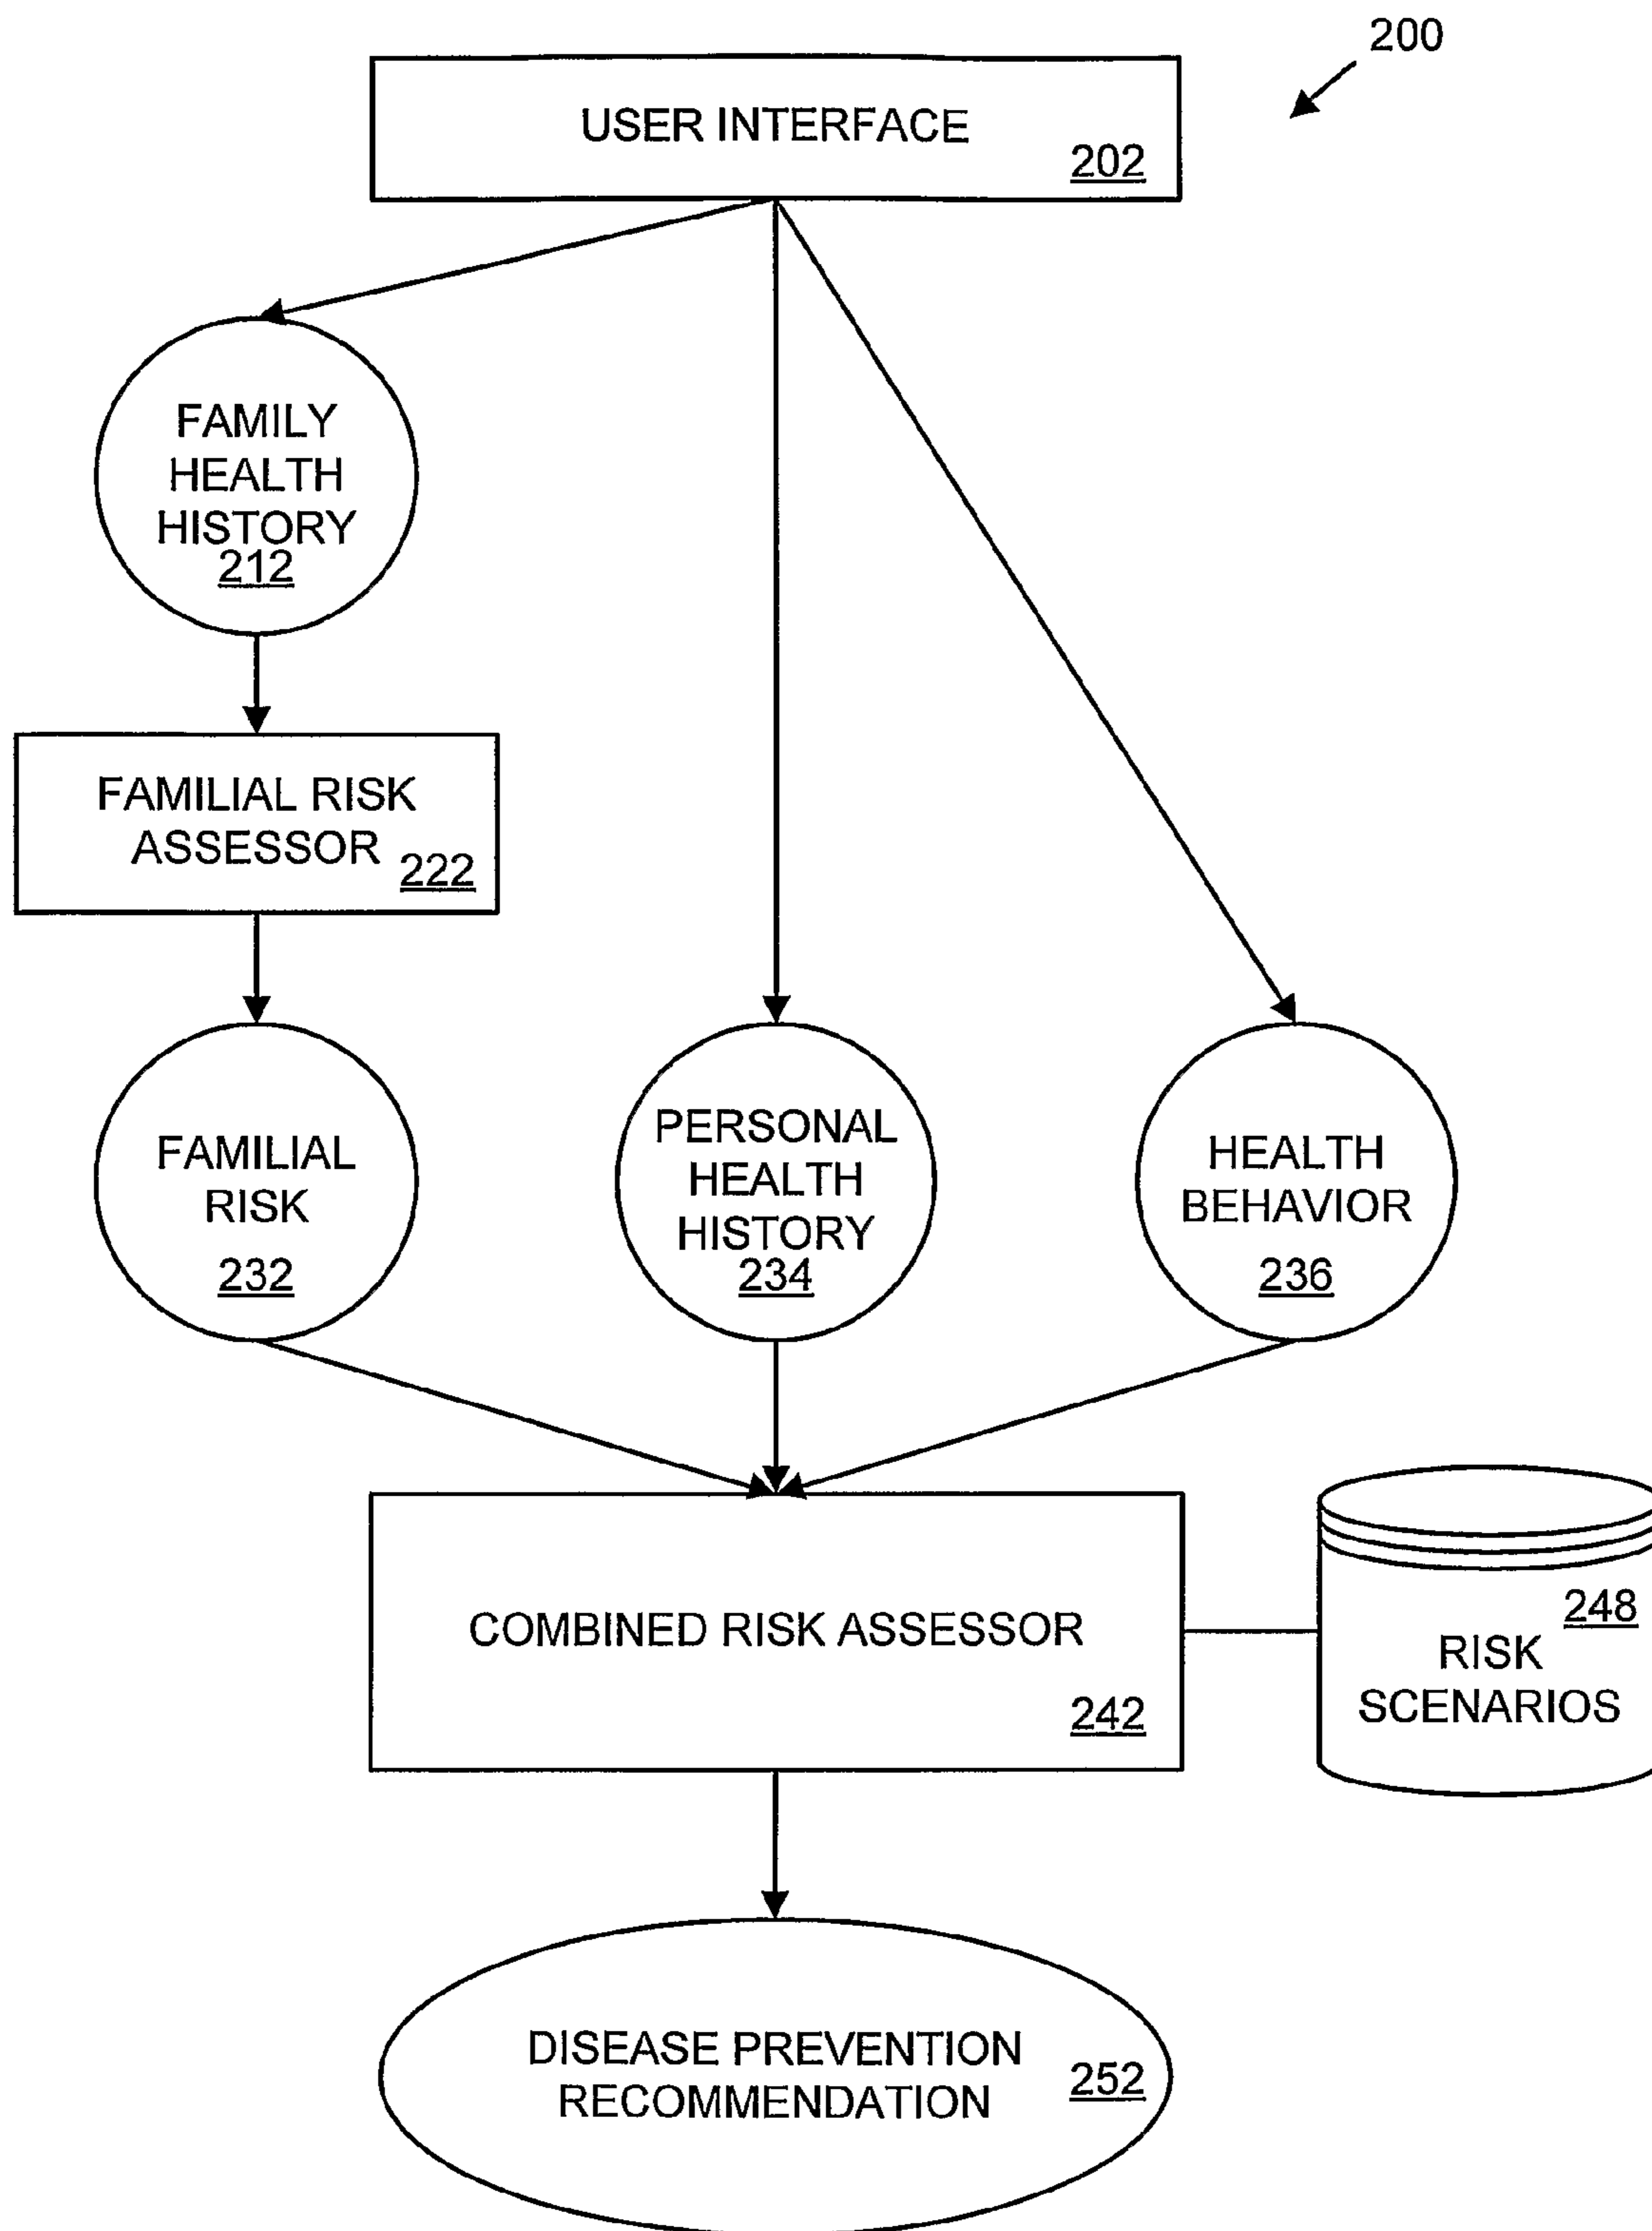 200
USER INTERFACE
202
FAMILY
HEALTH
HISTORY
212
FAMILIAL RISK
ASSESSOR
222
FAMILIAL
RISK
232
PERSONAL
HEALTH
HISTORY
234
HEALTH
BEHAVIOR
236
COMBINED RISK ASSESSOR
242
248
RISK
SCENARIOS
DISEASE PREVENTION
RECOMMENDATION
252